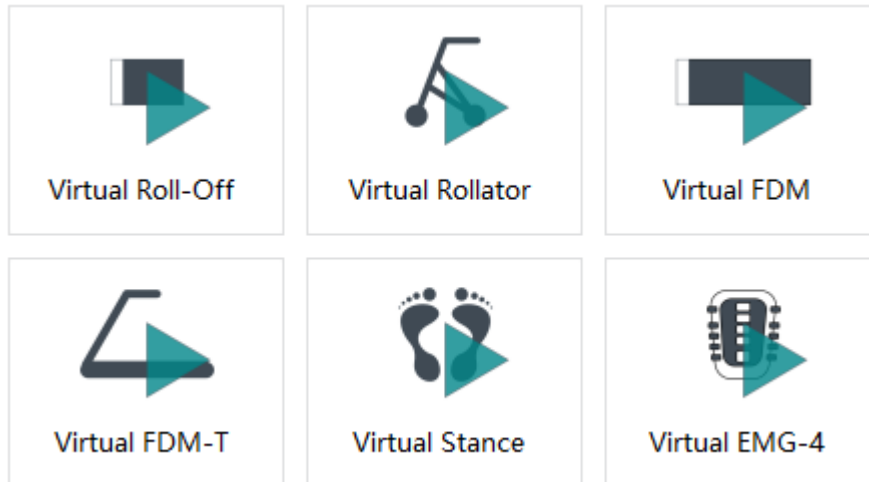 Virtual Roll-Off
Virtual Rollator
Virtual FDM
Virtual FDM-T
Virtual Stance
Virtual EMG-4